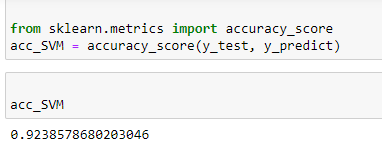 from sklearn.metrics import accuracy_score
acc_SVM = accuracy_score(y_test, y_predict)
acc_SVM
0.9238578680203046